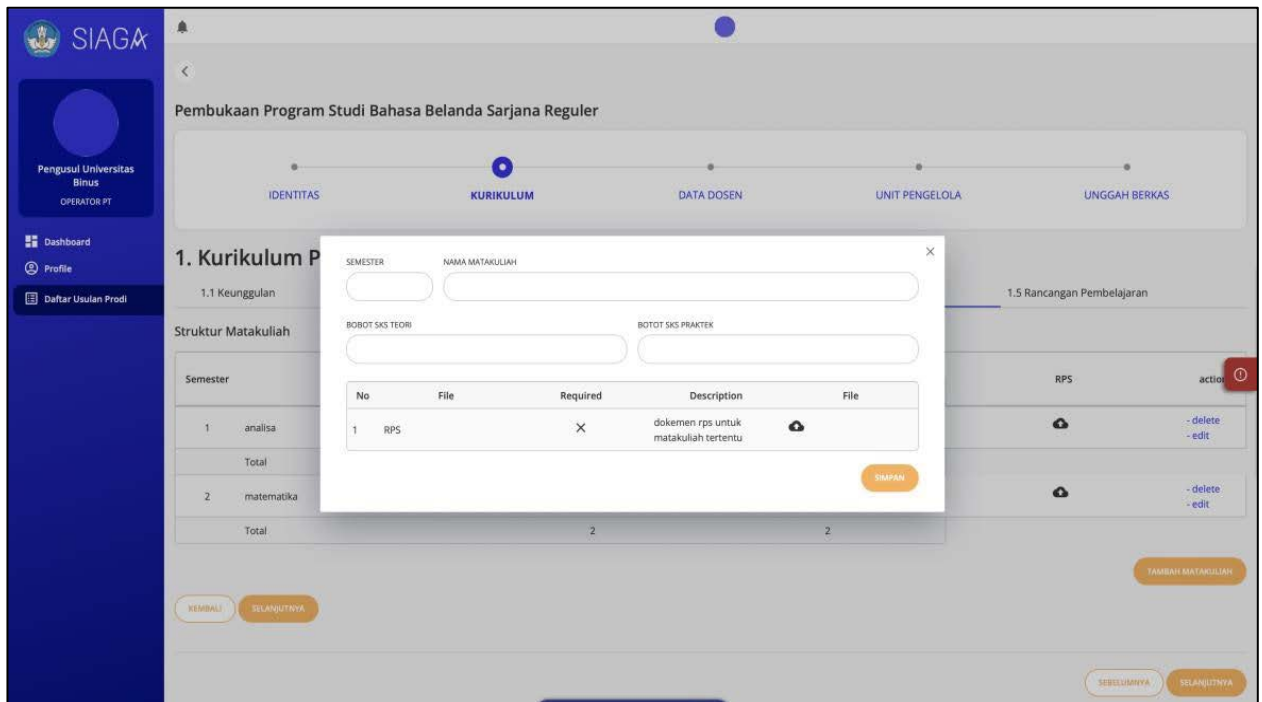 SIAGA
Pengusul Universitas
Binus
OPERATOR PT
Dashboard
Profile
Daftar Usulan Prodi
Pembukaan Program Studi Bahasa Belanda Sarjana Reguler
IDENTITAS
KURIKULUM
DATA DOSEN
UNIT PENGELOLA
UNGGAH BERKAS
1. Kurikulum P
1.1 Keunggulan
1.5 Rancangan Pembelajaran
Struktur Matakuliah
Semester
RPS
action
1 analisa
- delete
- edit
Total
2 matematika
- delete
- edit
Total 2 2
SEMESTER
NAMA MATAKULIAH
BOBOT SKS TEORI
BOTOT SKS PRAKTEK
No File Required Description File
1 RPS
dokemen rps untuk
matakuliah tertentu
SIMPAN
TAMBAH MATAKULIAH
KEMBALI
SELANJUTNYA
SEBELUMNYA
SELANJUTNYA